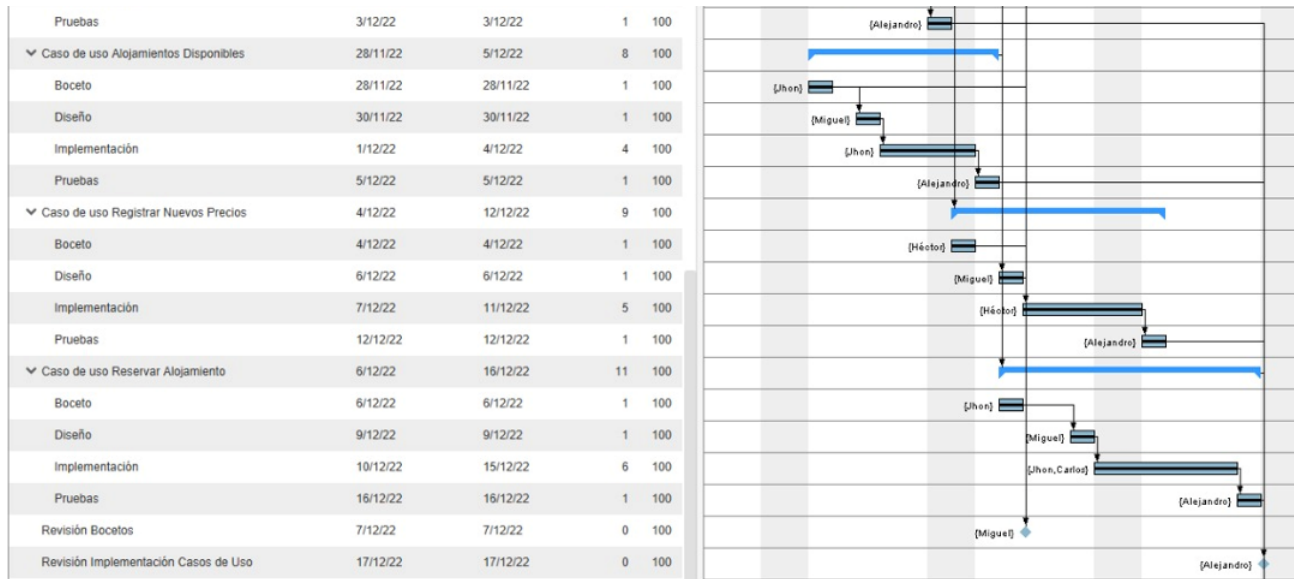 Pruebas 3/12/22 3/12/22 1 100 {Alejandro}
Caso de uso Alojamientos Disponibles 28/11/22 5/12/22 8 100
Boceto 28/11/22 28/11/22 1 100 {Jhon}
Diseño 30/11/22 30/11/22 1 100 {Miguel}
Implementación 1/12/22 4/12/22 4 100 {Jhon}
Pruebas 5/12/22 5/12/22 1 100 {Alejandro}
Caso de uso Registrar Nuevos Precios 4/12/22 12/12/22 9 100
Boceto 4/12/22 4/12/22 1 100 {Héctor}
Diseño 6/12/22 6/12/22 1 100 {Miguel}
Implementación 7/12/22 11/12/22 5 100 {Héctor}
Pruebas 12/12/22 12/12/22 1 100 {Alejandro}
Caso de uso Reservar Alojamiento 6/12/22 16/12/22 11 100
Boceto 6/12/22 6/12/22 1 100 {Jhon}
Diseño 9/12/22 9/12/22 1 100 {Miguel}
Implementación 10/12/22 15/12/22 6 100 {Jhon,Carlos}
Pruebas 16/12/22 16/12/22 1 100 {Alejandro}
Revisión Bocetos 7/12/22 7/12/22 0 100 {Miguel}
Revisión Implementación Casos de Uso 17/12/22 17/12/22 0 100 {Alejandro}